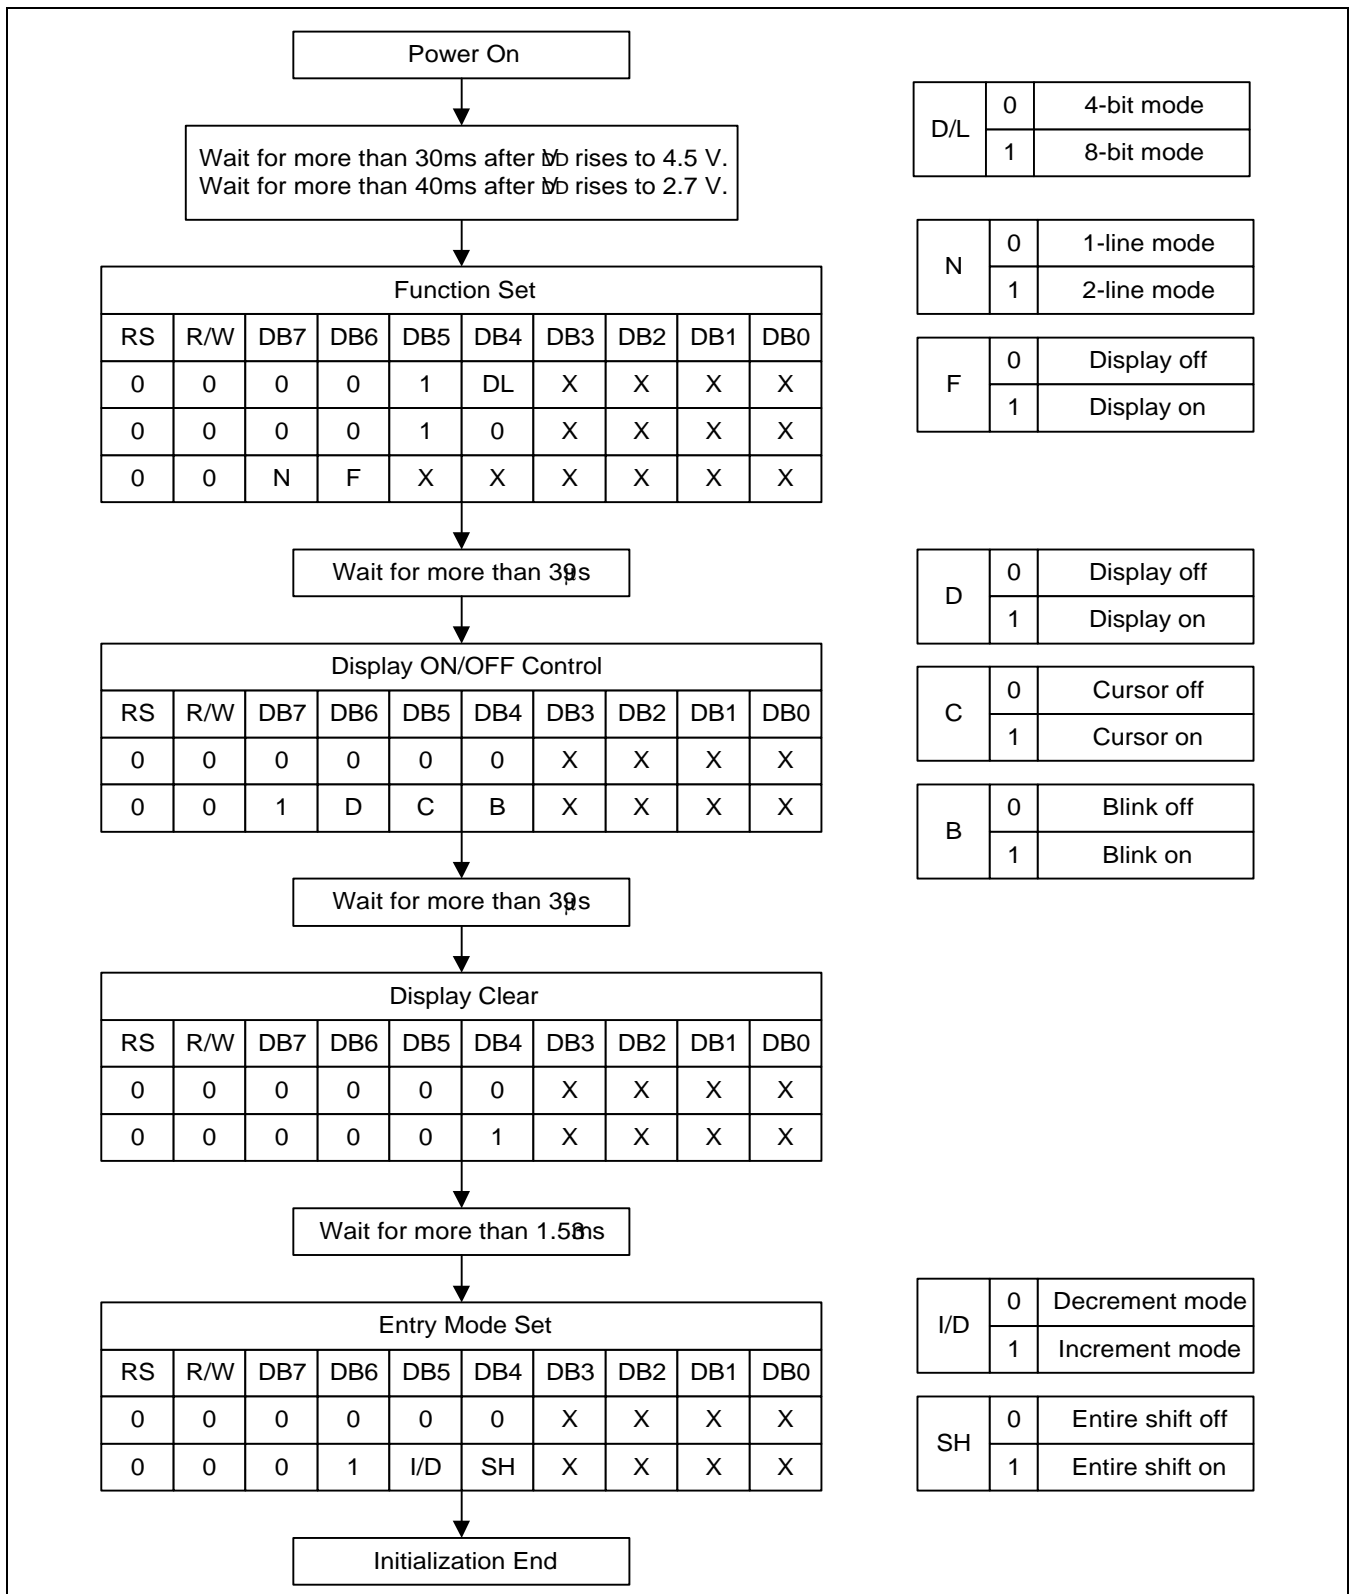 Power On
Wait for more than 30ms after VDD rises to 4.5 V.
Wait for more than 40ms after VDD rises to 2.7 V.
Function Set
RS R/W DB7 DB6 DB5 DB4 DB3 DB2 DB1 DB0
0 0 0 0 1 DL X X X X
0 0 0 0 1 0 X X X X
0 0 N F X X X X X X
Wait for more than 39μs
Display ON/OFF Control
RS R/W DB7 DB6 DB5 DB4 DB3 DB2 DB1 DB0
0 0 0 0 0 0 X X X X
0 0 1 D C B X X X X
Wait for more than 39μs
Display Clear
RS R/W DB7 DB6 DB5 DB4 DB3 DB2 DB1 DB0
0 0 0 0 0 0 X X X X
0 0 0 0 0 1 X X X X
Wait for more than 1.53ms
Entry Mode Set
RS R/W DB7 DB6 DB5 DB4 DB3 DB2 DB1 DB0
0 0 0 0 0 0 X X X X
0 0 0 1 I/D SH X X X X
Initialization End
D/L
0 4-bit mode
1 8-bit mode
N
0 1-line mode
1 2-line mode
F
0 Display off
1 Display on
D
0 Display off
1 Display on
C
0 Cursor off
1 Cursor on
B
0 Blink off
1 Blink on
I/D
0 Decrement mode
1 Increment mode
SH
0 Entire shift off
1 Entire shift on